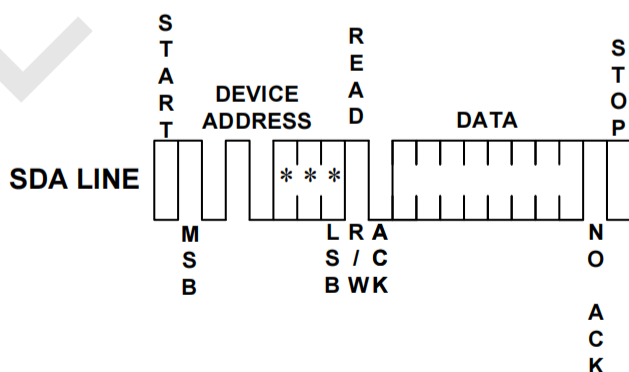 START
DEVICE
ADDRESS
READ
DATA
STOP
SDA LINE
* * *
MSB
LSB
R/W
ACK
NO ACK